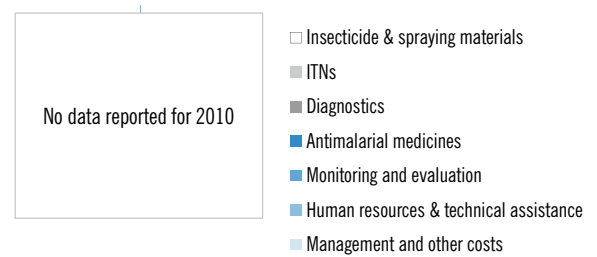 No data reported for 2010
Insecticide & spraying materials
ITNs
Diagnostics
Antimalarial medicines
Monitoring and evaluation
Human resources & technical assistance
Management and other costs